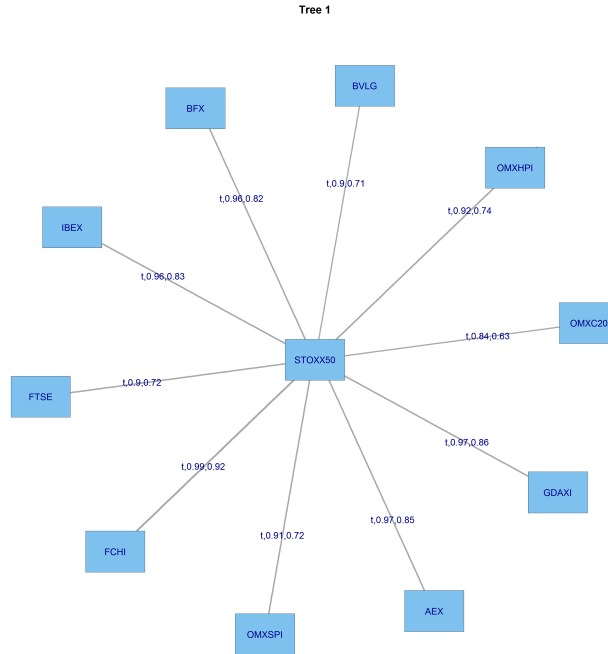 Tree 1
BVLG
BFX
OMXHPI
t,0.9,0.71
t,0.96,0.82
t,0.92,0.74
IBEX
t,0.96,0.83
OMXC20
t,0.84,0.63
STOXX50
t,0.9,0.72
FTSE
t,0.97,0.86
t,0.99,0.92
GDAXI
t,0.97,0.85
t,0.91,0.72
FCHI
AEX
OMXSPI